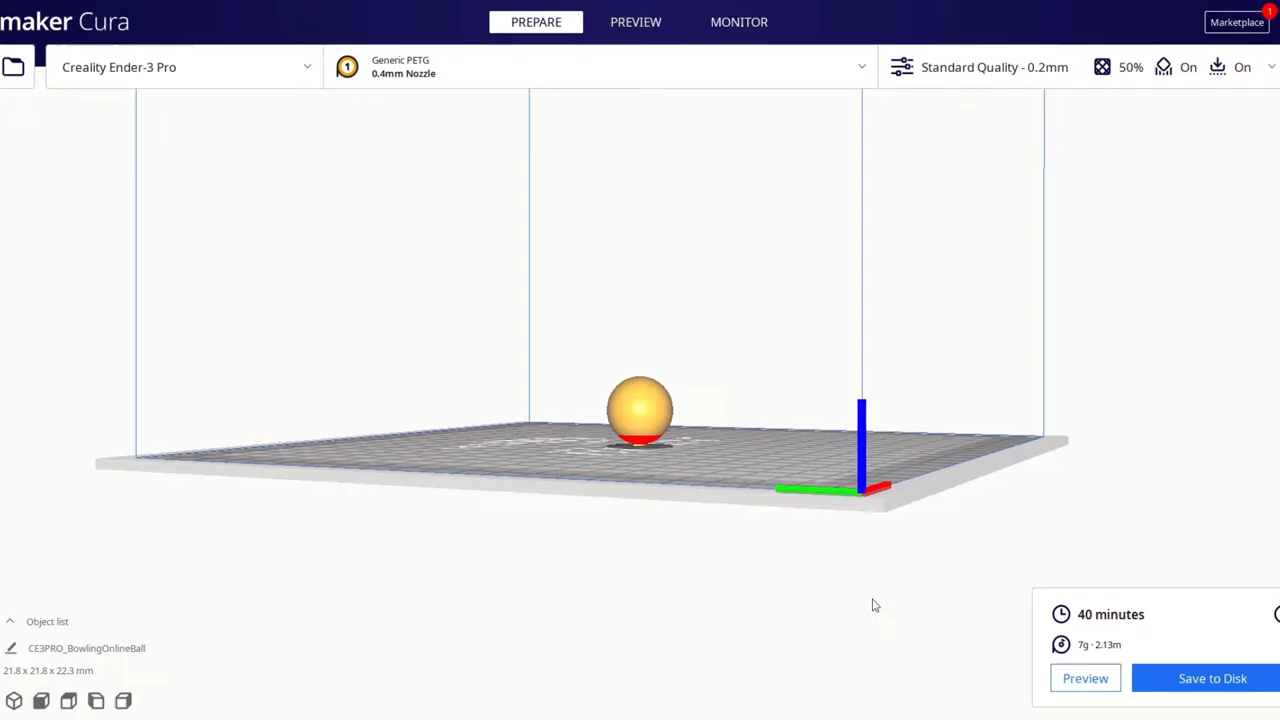 maker Cura
PREPARE
PREVIEW
MONITOR
Marketplace
1
Creality Ender-3 Pro
1
Generic PETG
0.4mm Nozzle
Standard Quality - 0.2mm
50%
On
On
Object list
CE3PRO_BowlingOnlineBall
21.8 x 21.8 x 22.3 mm
40 minutes
7g · 2.13m
Preview
Save to Disk